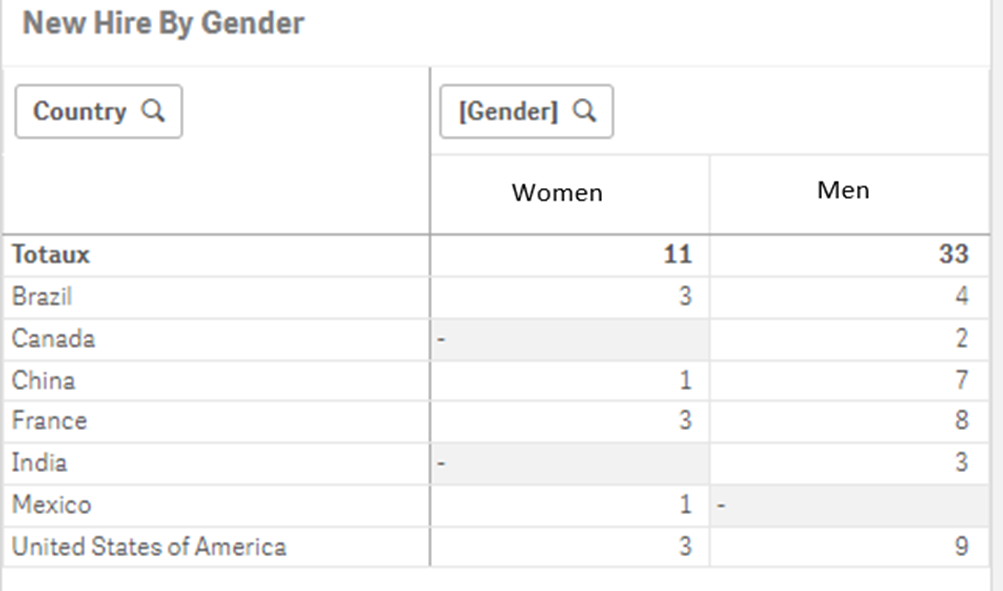 New Hire By Gender
Country [Gender]
Women Men
Totaux 11 33
Brazil 3 4
Canada - 2
China 1 7
France 3 8
India - 3
Mexico 1 -
United States of America 3 9